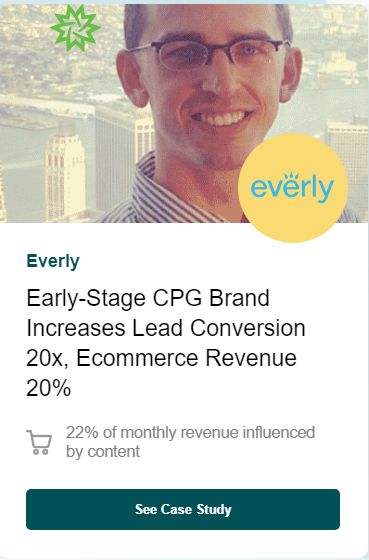 everly
Everly
Early-Stage CPG Brand
Increases Lead Conversion
20x, Ecommerce Revenue
20%
22% of monthly revenue influenced
by content
See Case Study